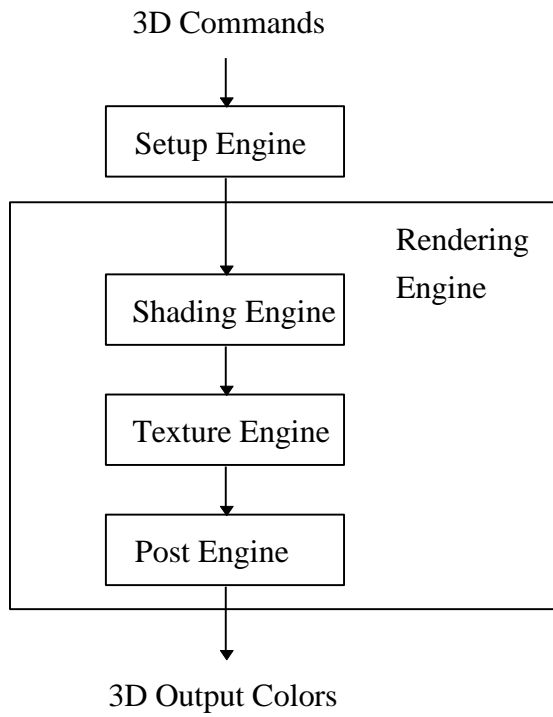 3D Commands
Setup Engine
Rendering
Engine
Shading Engine
Texture Engine
Post Engine
3D Output Colors